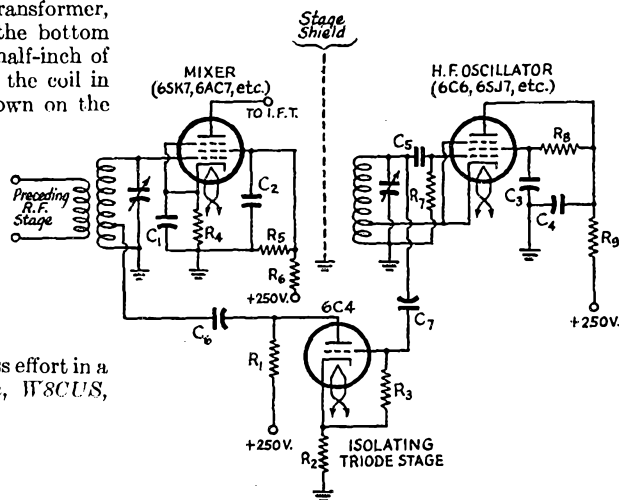 ransformer,
the bottom
half-inch of
the coil in
own on the
Stage
Shield
MIXER
(6SK7, 6AC7, etc.)
TO I.F.T.
H.F. OSCILLATOR
(6C6, 6SJ7, etc.)
Preceding
R.F.
Stage
C1
R4
C2
R5
R6
+250V.
C5
R7
R8
C3
C4
R9
+250V.
C6
6C4
C7
R1
R3
+250V.
R2
ISOLATING
TRIODE STAGE
s effort in a
, W8CUS,